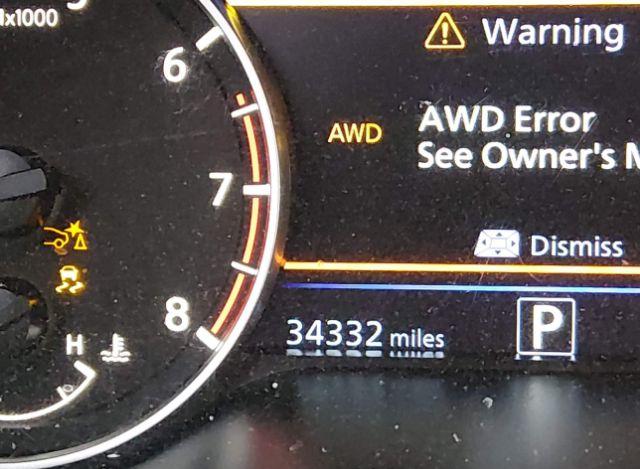 x1000
6
7
8
H
Warning
AWD
AWD Error
See Owner's M
Dismiss
34332 miles
P